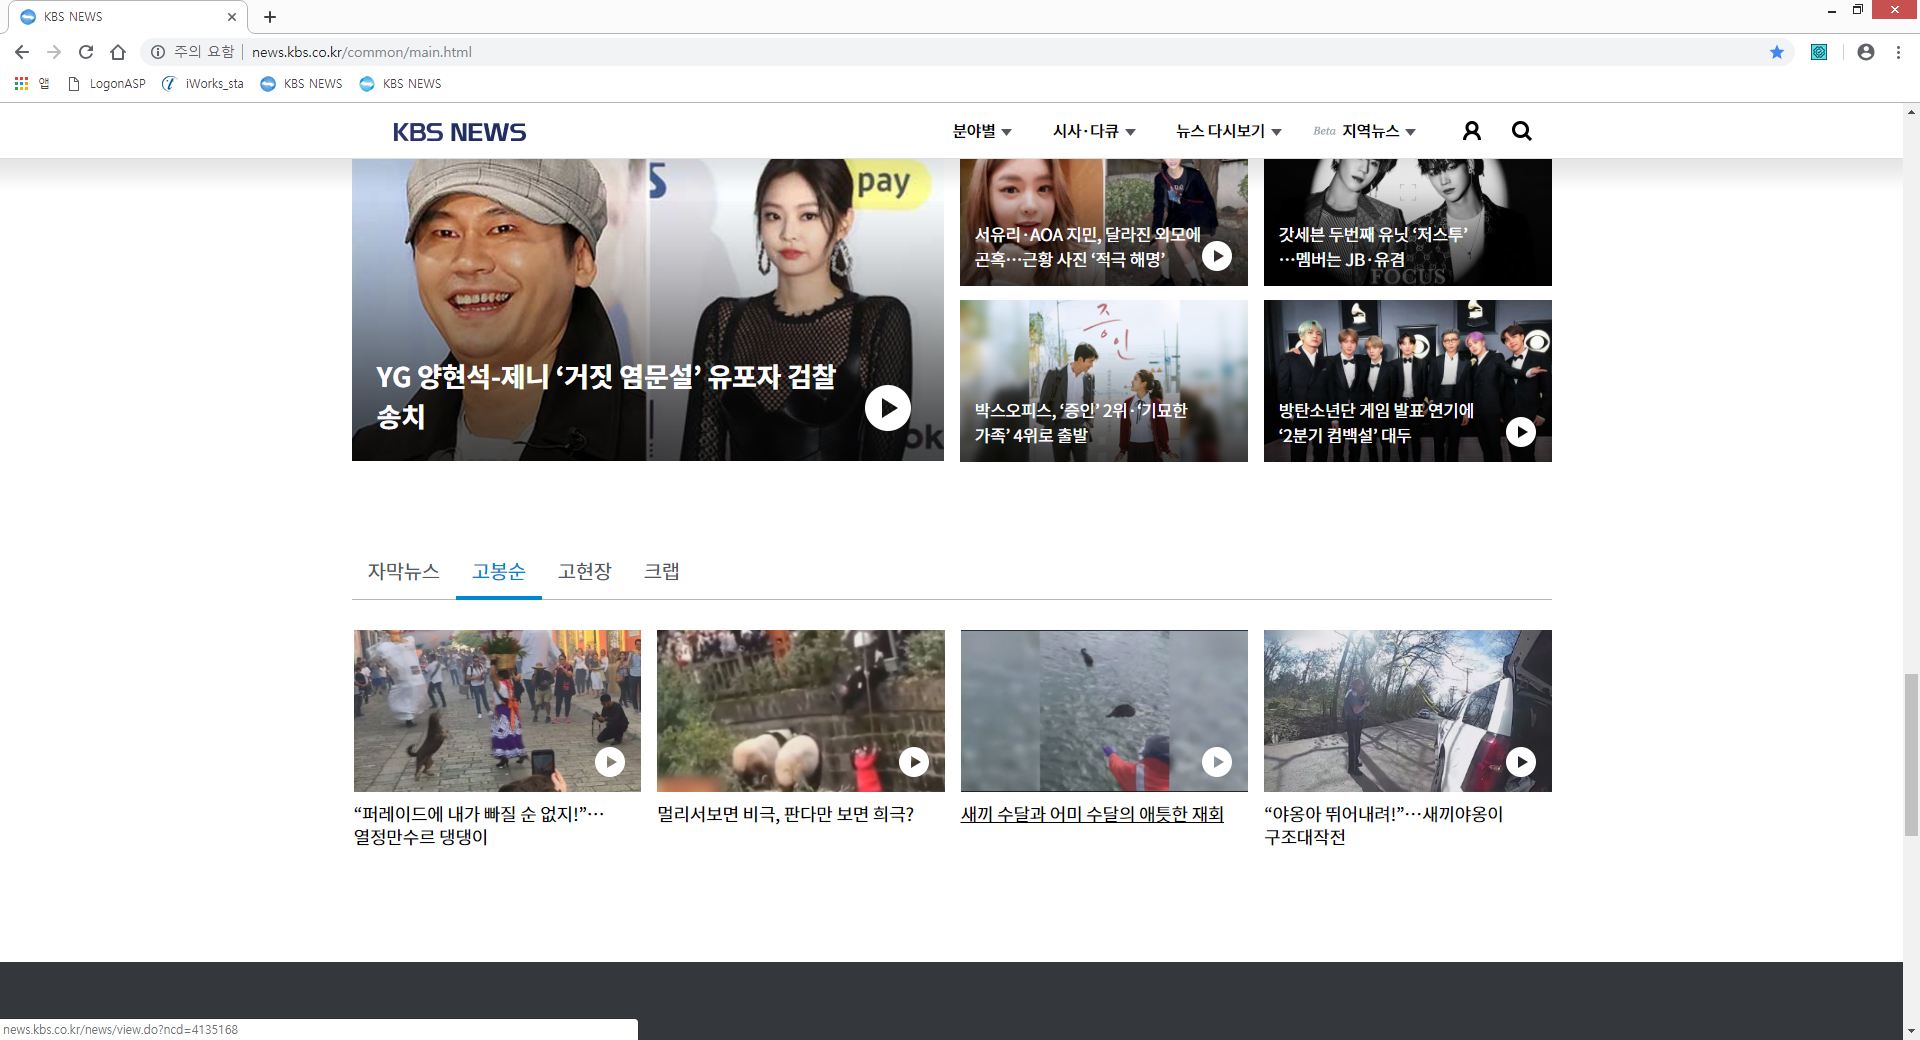 KBS NEWS
주의 요함
news.kbs.co.kr/common/main.html
앱
LogonASP
iWorks_sta
KBS NEWS
KBS NEWS
KBS NEWS
분야별
시사·다큐
뉴스 다시보기
Beta 지역뉴스
pay
YG 양현석-제니 ‘거짓 염문설’ 유포자 검찰
송치
서유리·AOA 지민, 달라진 외모에
곤혹…근황 사진 ‘적극 해명’
갓세븐 두번째 유닛 ‘저스투’
…멤버는 JB·유겸
FOCUS
증인
박스오피스, ‘증인’ 2위·‘기묘한
가족’ 4위로 출발
방탄소년단 게임 발표 연기에
‘2분기 컴백설’ 대두
자막뉴스
고봉순
고현장
크랩
“퍼레이드에 내가 빠질 순 없지!”…
열정만수르 댕댕이
멀리서보면 비극, 판다만 보면 희극?
새끼 수달과 어미 수달의 애틋한 재회
“야옹아 뛰어내려!”…새끼야옹이
구조대작전
news.kbs.co.kr/news/view.do?ncd=4135168